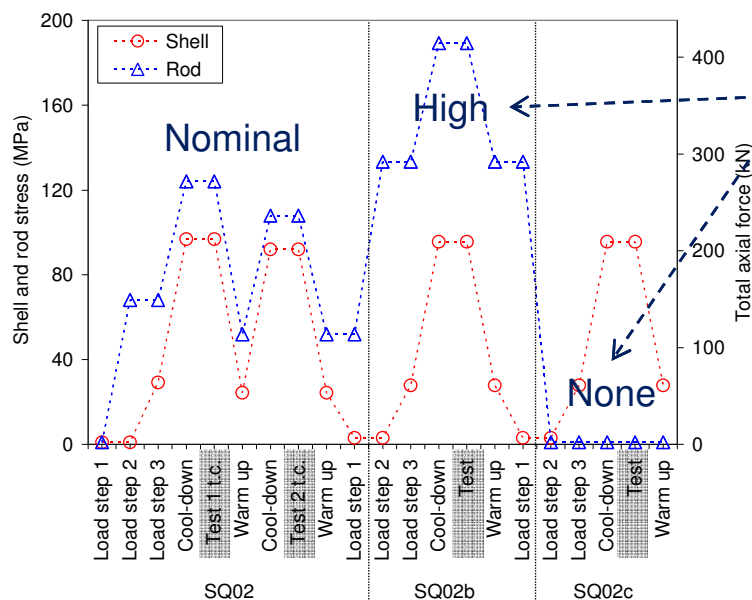 200
160
120
80
40
0
Shell and rod stress (MPa)
Shell
Rod
Nominal
High
None
400
300
200
100
0
Total axial force (kN)
Load step 1
Load step 2
Load step 3
Cool-down
Test 1 t.c.
Warm up
Cool-down
Test 2 t.c.
Warm up
Load step 1
Load step 2
Load step 3
Cool-down
Test
Warm up
Load step 1
Load step 2
Load step 3
Cool-down
Test
Warm up
SQ02
SQ02b
SQ02c